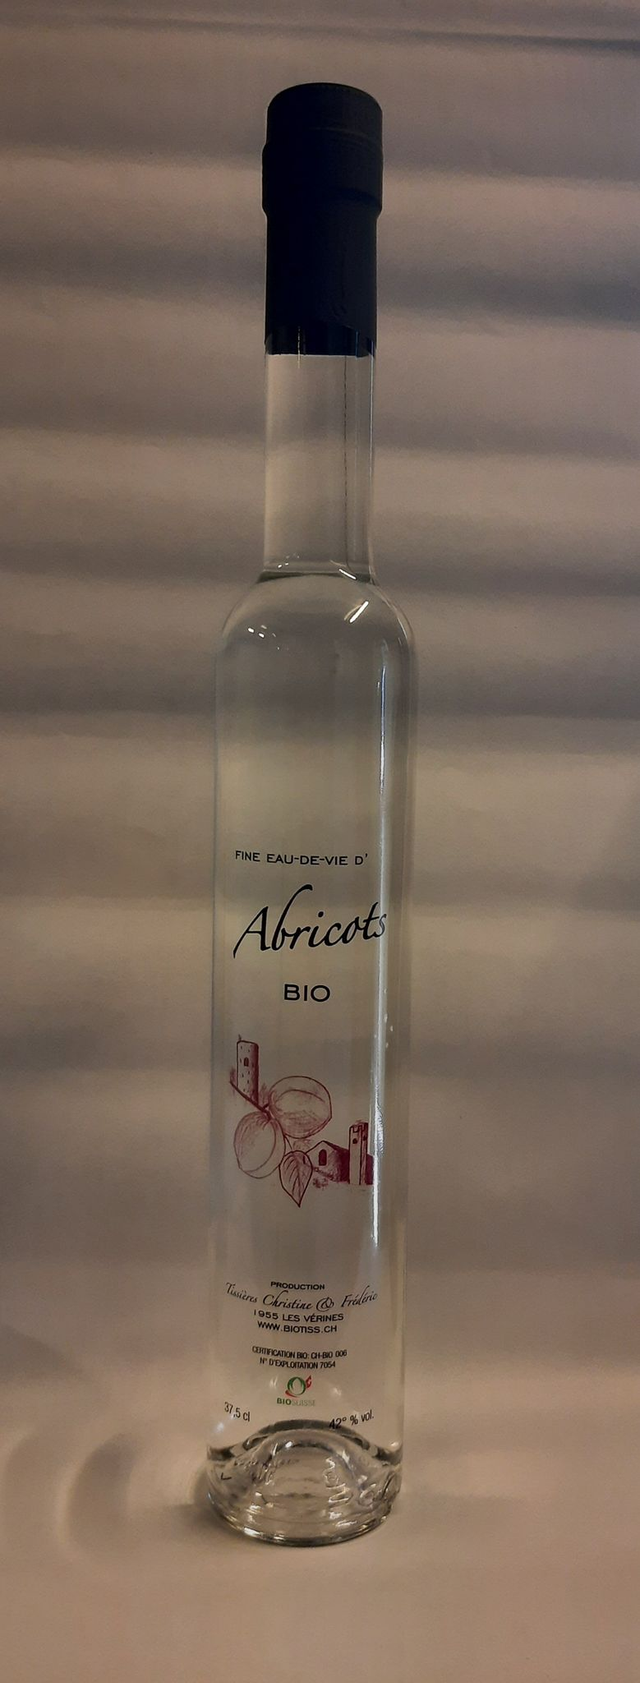 FINE EAU-DE-VIE D'
Abricots
BIO
PRODUCTION
Tissières Christine & Frédéric
1955 LES VÉRINES
WWW.BIOTISS.CH
CERTIFICATION BIO: CH-BIO 006
N° D'EXPLOITATION 7054
BIOSUISSE
37,5 cl
42° % vol.